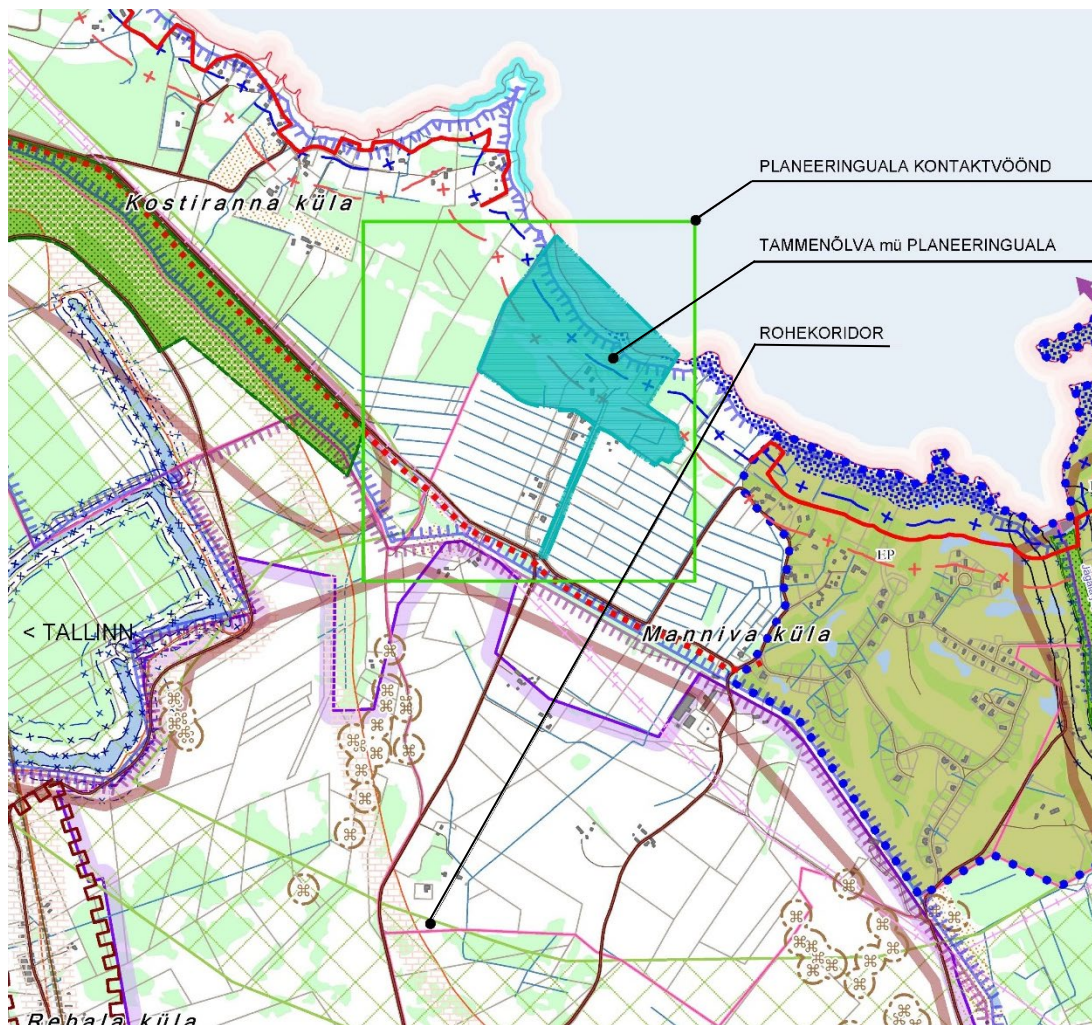 PLANEERINGUALA KONTAKTVÖÖND
Kostiranna küla
TAMMENÕLVA mü PLANEERINGUALA
ROHEKORIDOR
EP
< TALLINN
Manniva küla
Rebala küla